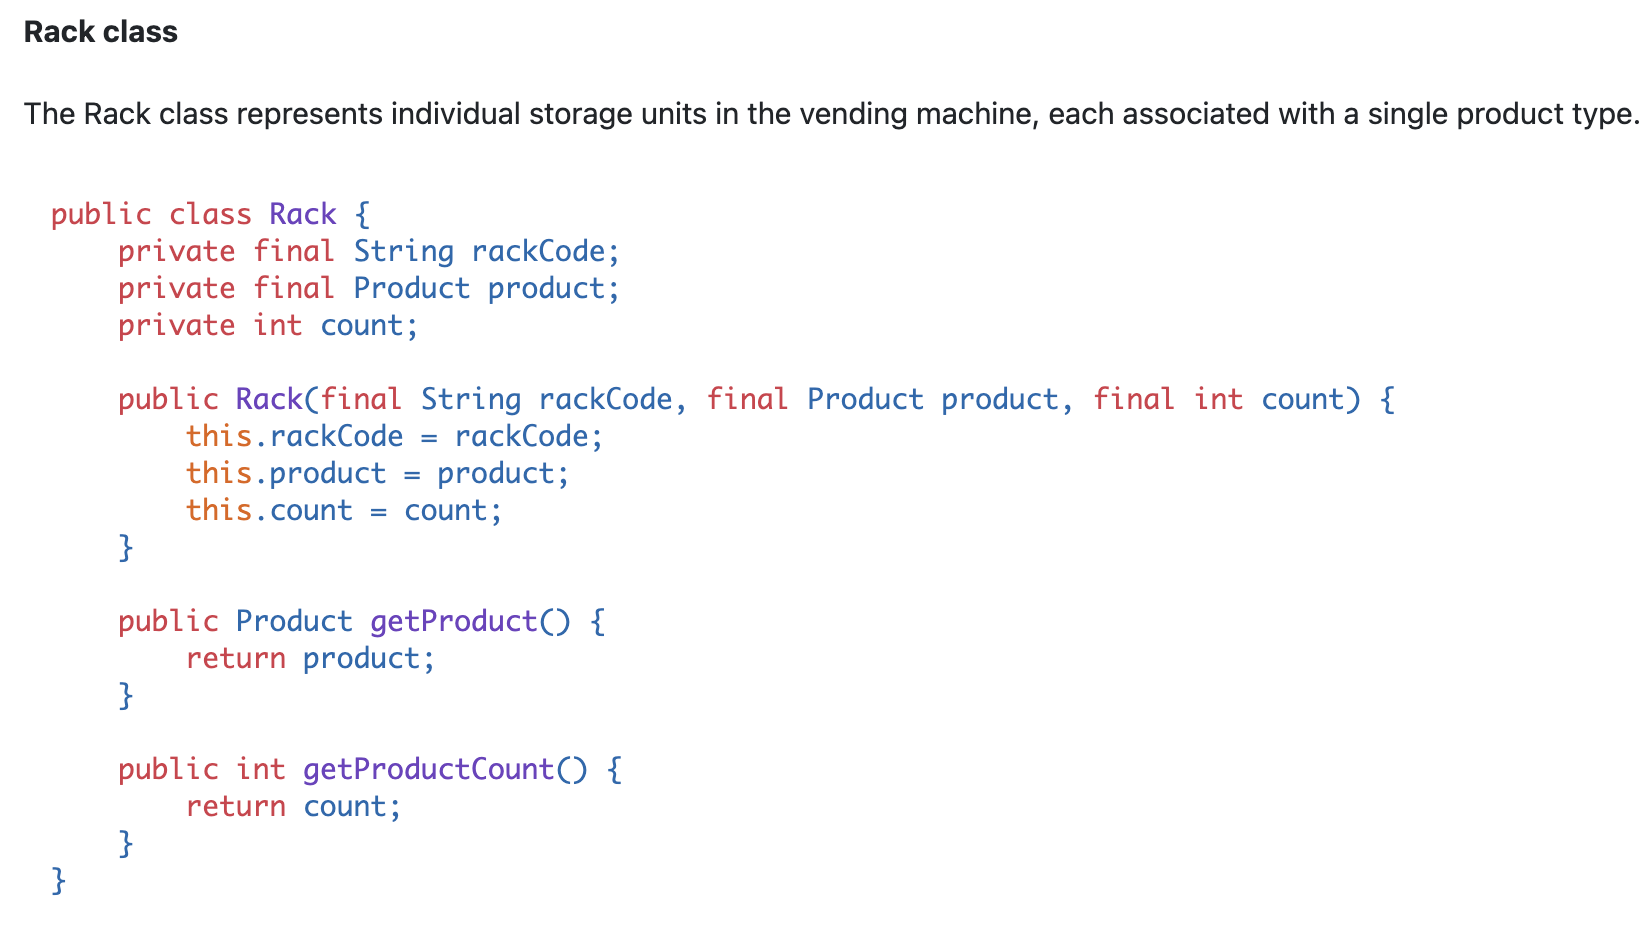 Rack class
The Rack class represents individual storage units in the vending machine, each associated with a single product type.
public class Rack {
    private final String rackCode;
    private final Product product;
    private int count;

    public Rack(final String rackCode, final Product product, final int count) {
        this.rackCode = rackCode;
        this.product = product;
        this.count = count;
    }

    public Product getProduct() {
        return product;
    }

    public int getProductCount() {
        return count;
    }
}